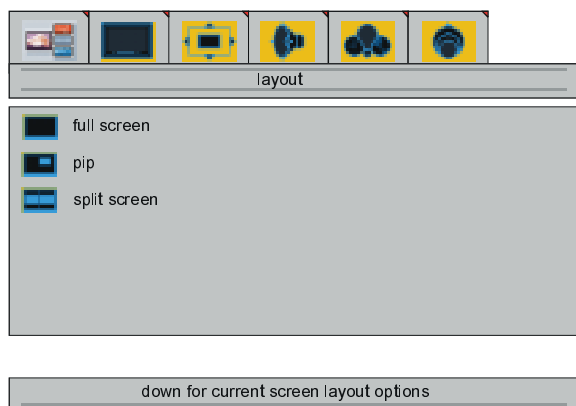 layout
full screen
pip
split screen
down for current screen layout options